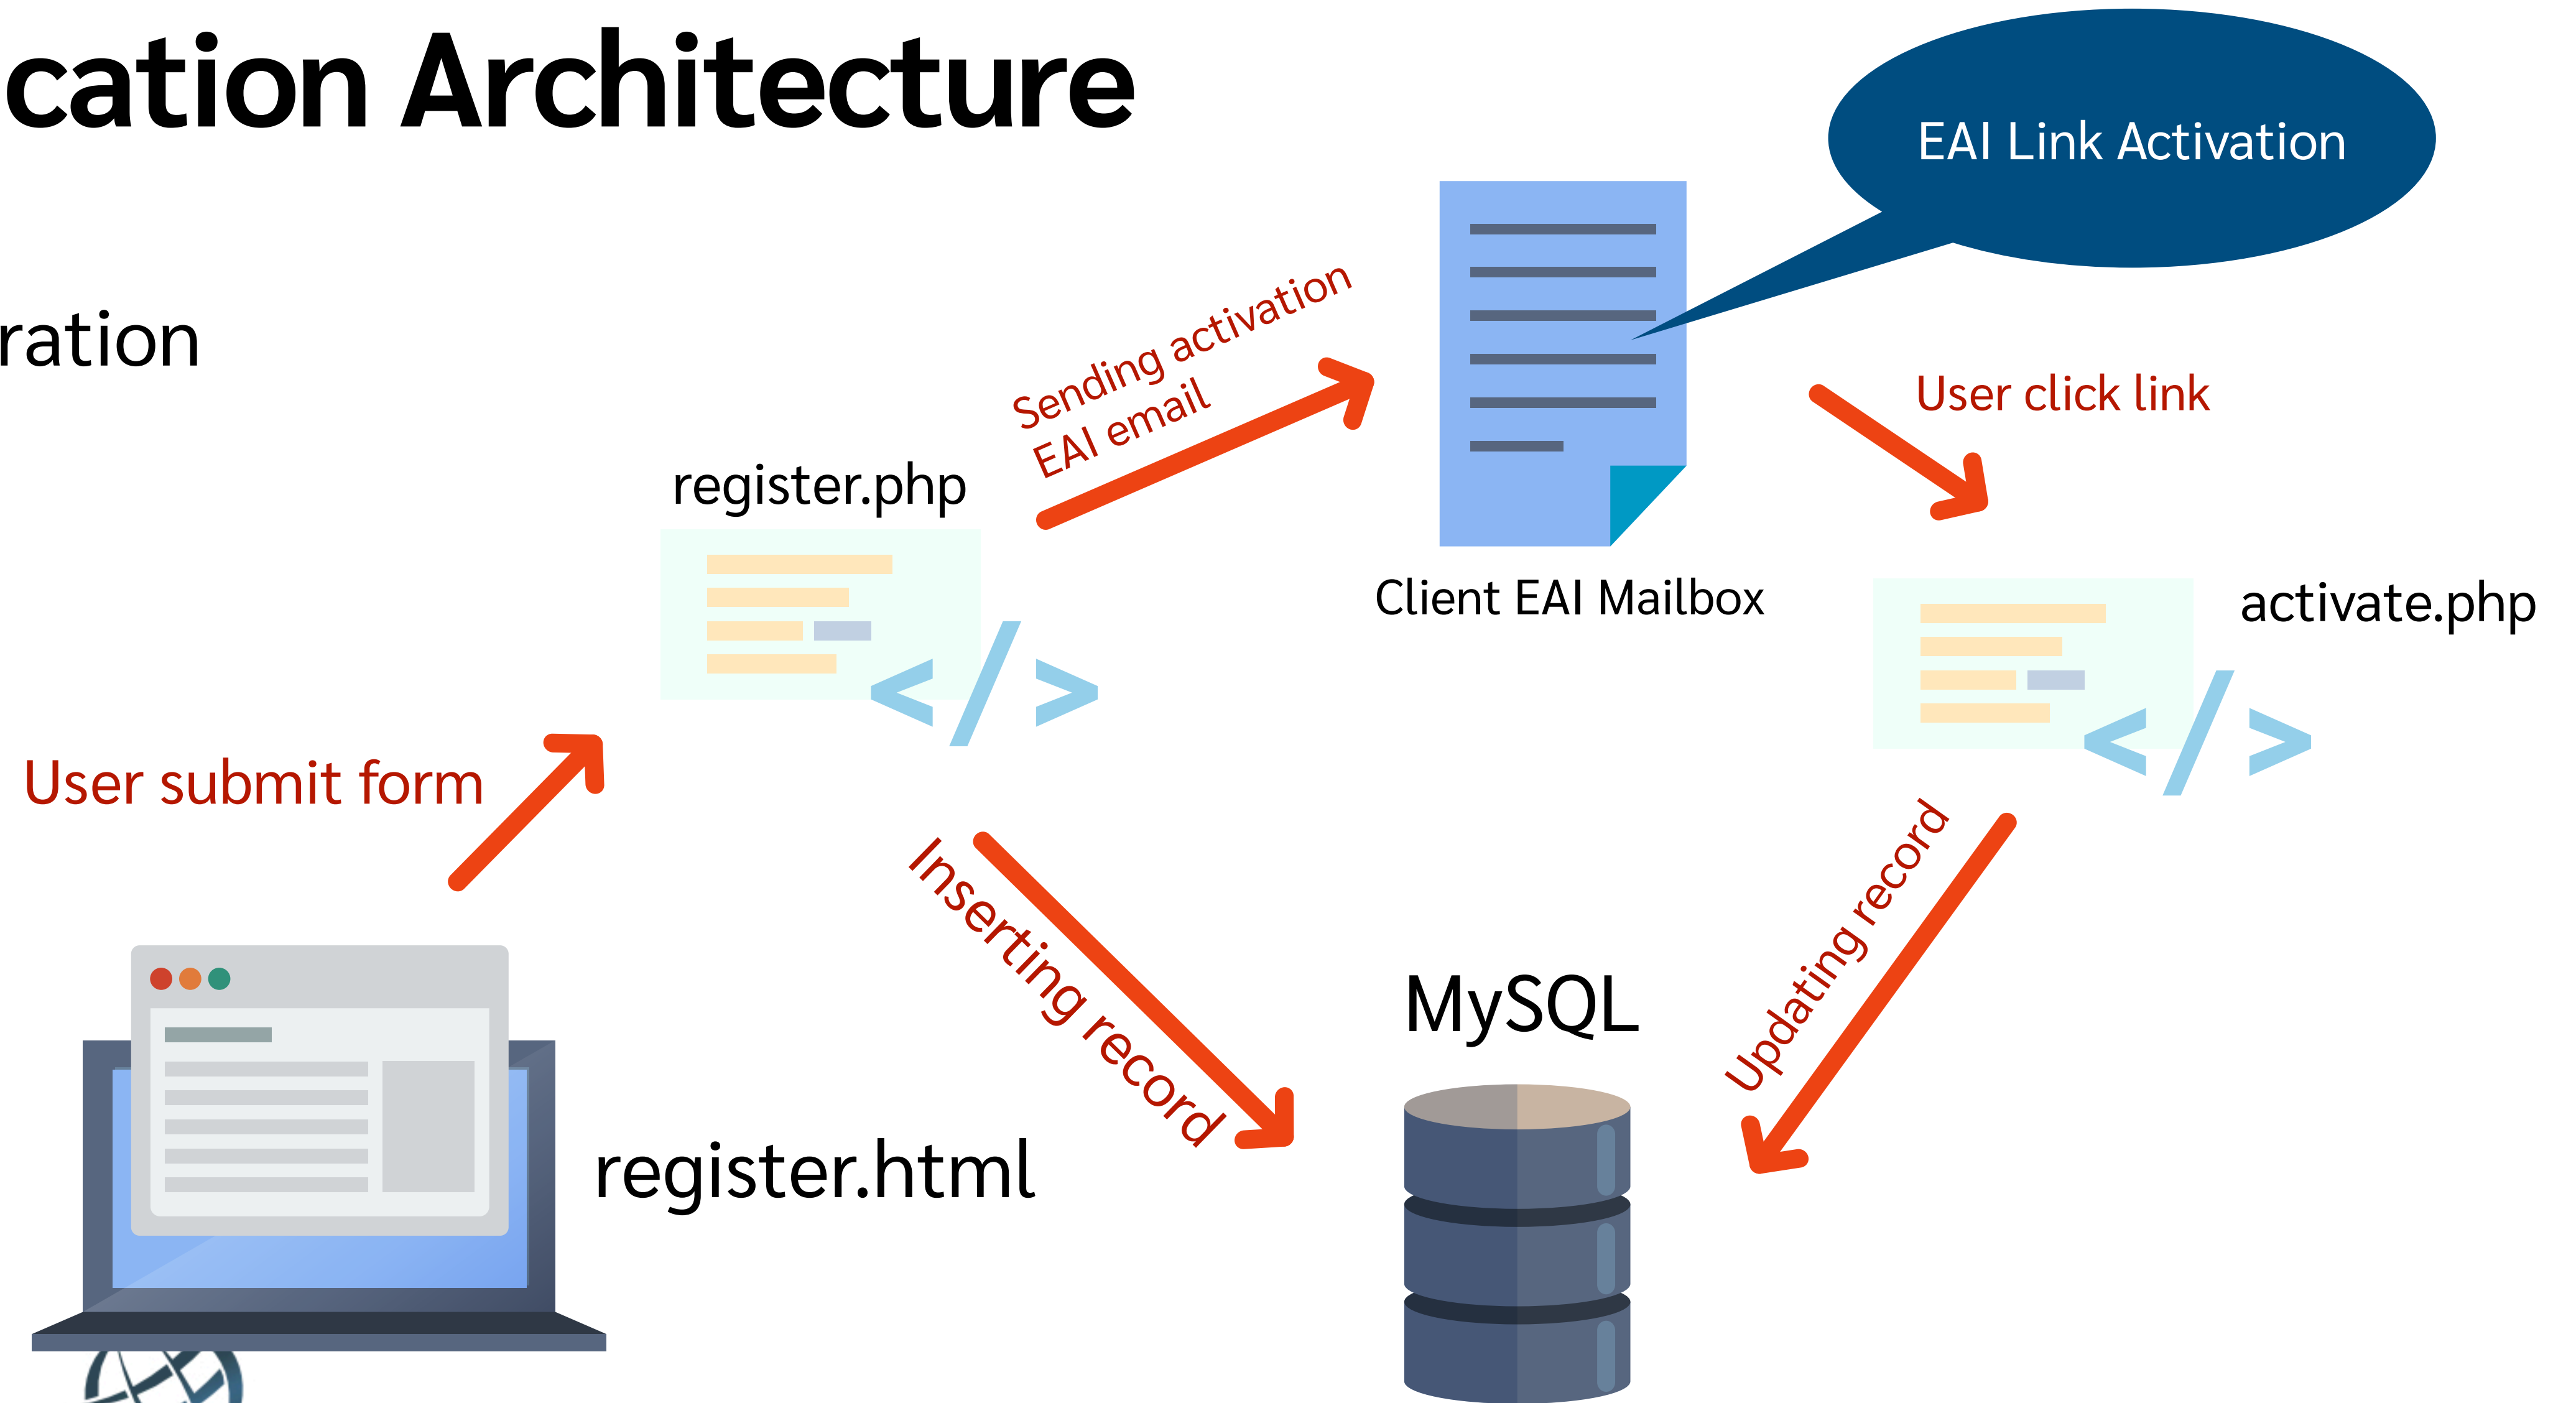 cation Architecture
EAI Link Activation
ration
Sending activation
EAI email
User click link
register.php
Client EAI Mailbox
activate.php
User submit form
Inserting record
Updating record
MySQL
register.html